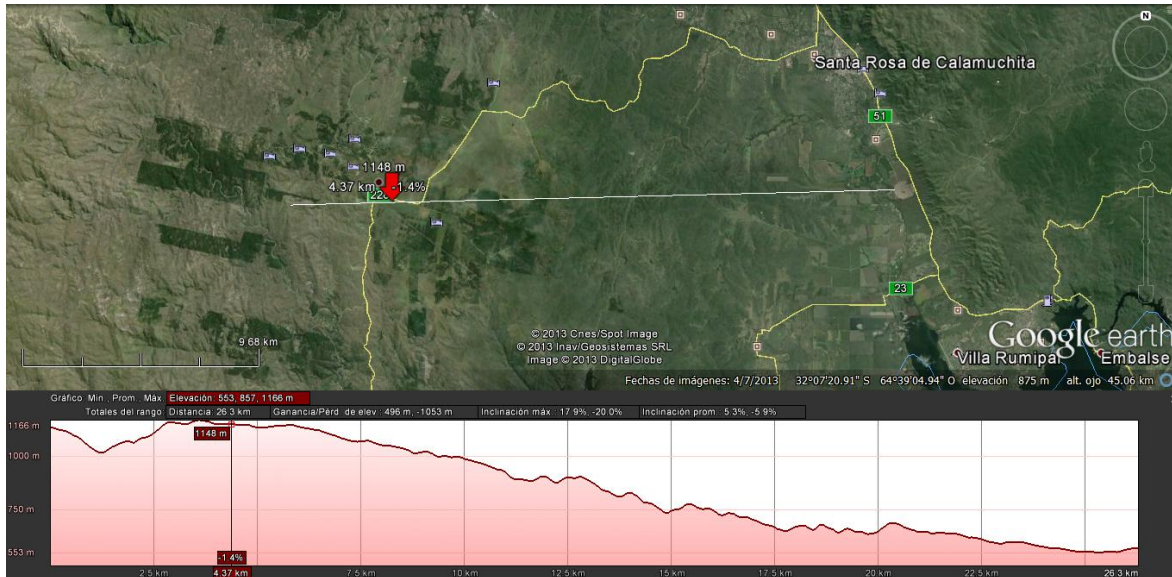 N
Santa Rosa de Calamuchita
51
1148 m
4.37 km
-1.4%
23
9.68 km
© 2013 Cnes/Spot Image
© 2013 Inav/Geosistemas SRL
Image © 2013 DigitalGlobe
Google earth
Villa Rumipa
Embalse
Fechas de imágenes: 4/7/2013 32°07'20.91" S 64°39'04.94" O elevación 875 m alt. ojo 45.06 km
Gráfico Mín., Prom. Máx Elevación: 553, 857, 1166 m
Totales del rango: Distancia: 26.3 km Ganancia/Pérd. de elev.: 496 m, -1053 m Inclinación máx.: 17.9%, -20.0% Inclinación prom.: 5.3%, -5.9%
1166 m
1148 m
1000 m
750 m
553 m
-1.4%
2.5 km 4.37 km 7.5 km 10 km 12.5 km 15 km 17.5 km 20 km 22.5 km 26.3 km